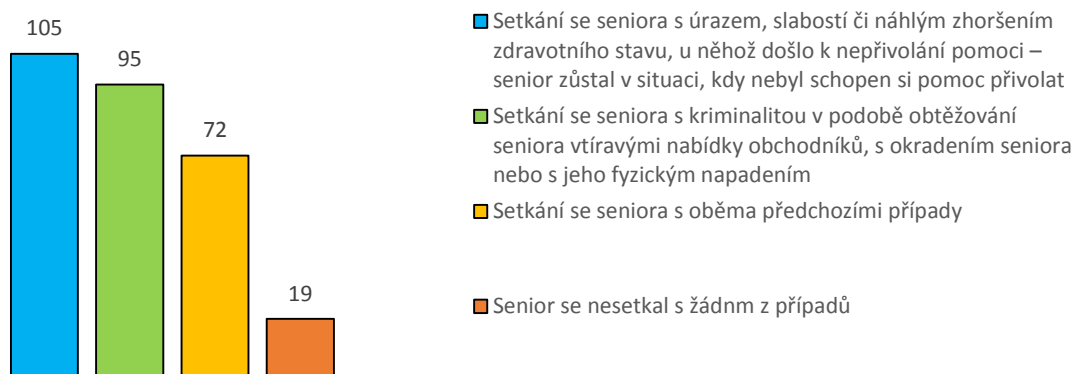 105
95
72
19
Setkání se seniora s úrazem, slabostí či náhlým zhoršením
zdravotního stavu, u něhož došlo k nepřivolání pomoci –
senior zůstal v situaci, kdy nebyl schopen si pomoc přivolat
Setkání se seniora s kriminalitou v podobě obtěžování
seniora vtíravými nabídky obchodníků, s okradením seniora
nebo s jeho fyzickým napadením
Setkání se seniora s oběma předchozími případy
Senior se nesetkal s žádnm z případů